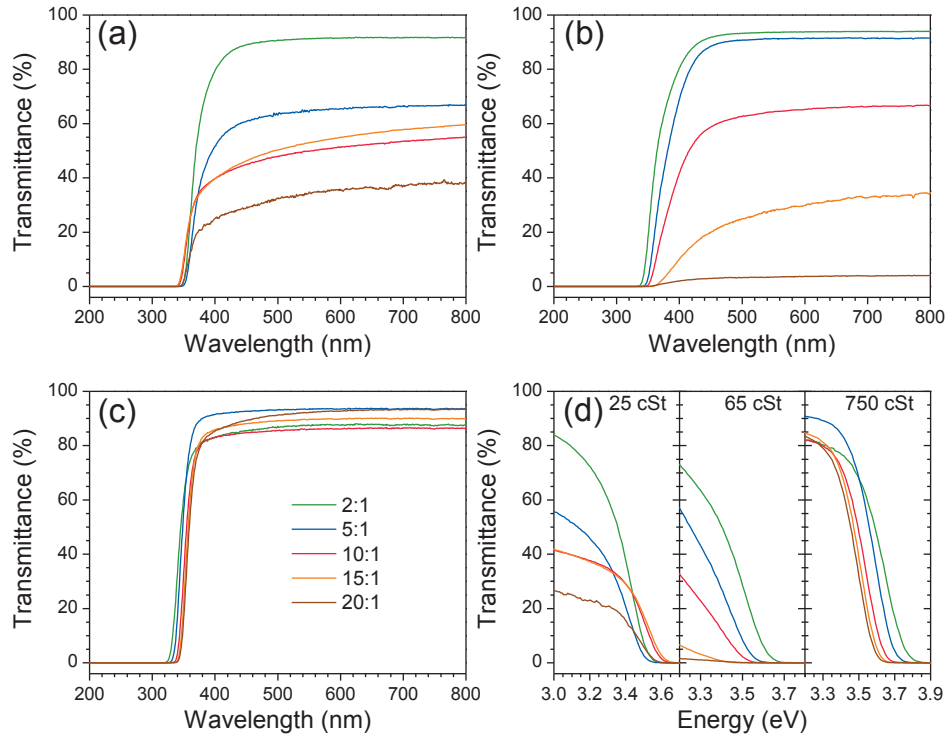 (a)
100
80
60
40
20
0
Transmittance (%)
200 300 400 500 600 700 800
Wavelength (nm)
(b)
100
80
60
40
20
0
Transmittance (%)
200 300 400 500 600 700 800
Wavelength (nm)
(c)
100
80
60
40
20
0
Transmittance (%)
2:1
5:1
10:1
15:1
20:1
200 300 400 500 600 700 800
Wavelength (nm)
(d) 25 cSt 65 cSt 750 cSt
100
80
60
40
20
0
Transmittance (%)
3.0 3.2 3.4 3.6 3.3 3.5 3.7 3.3 3.5 3.7 3.9
Energy (eV)